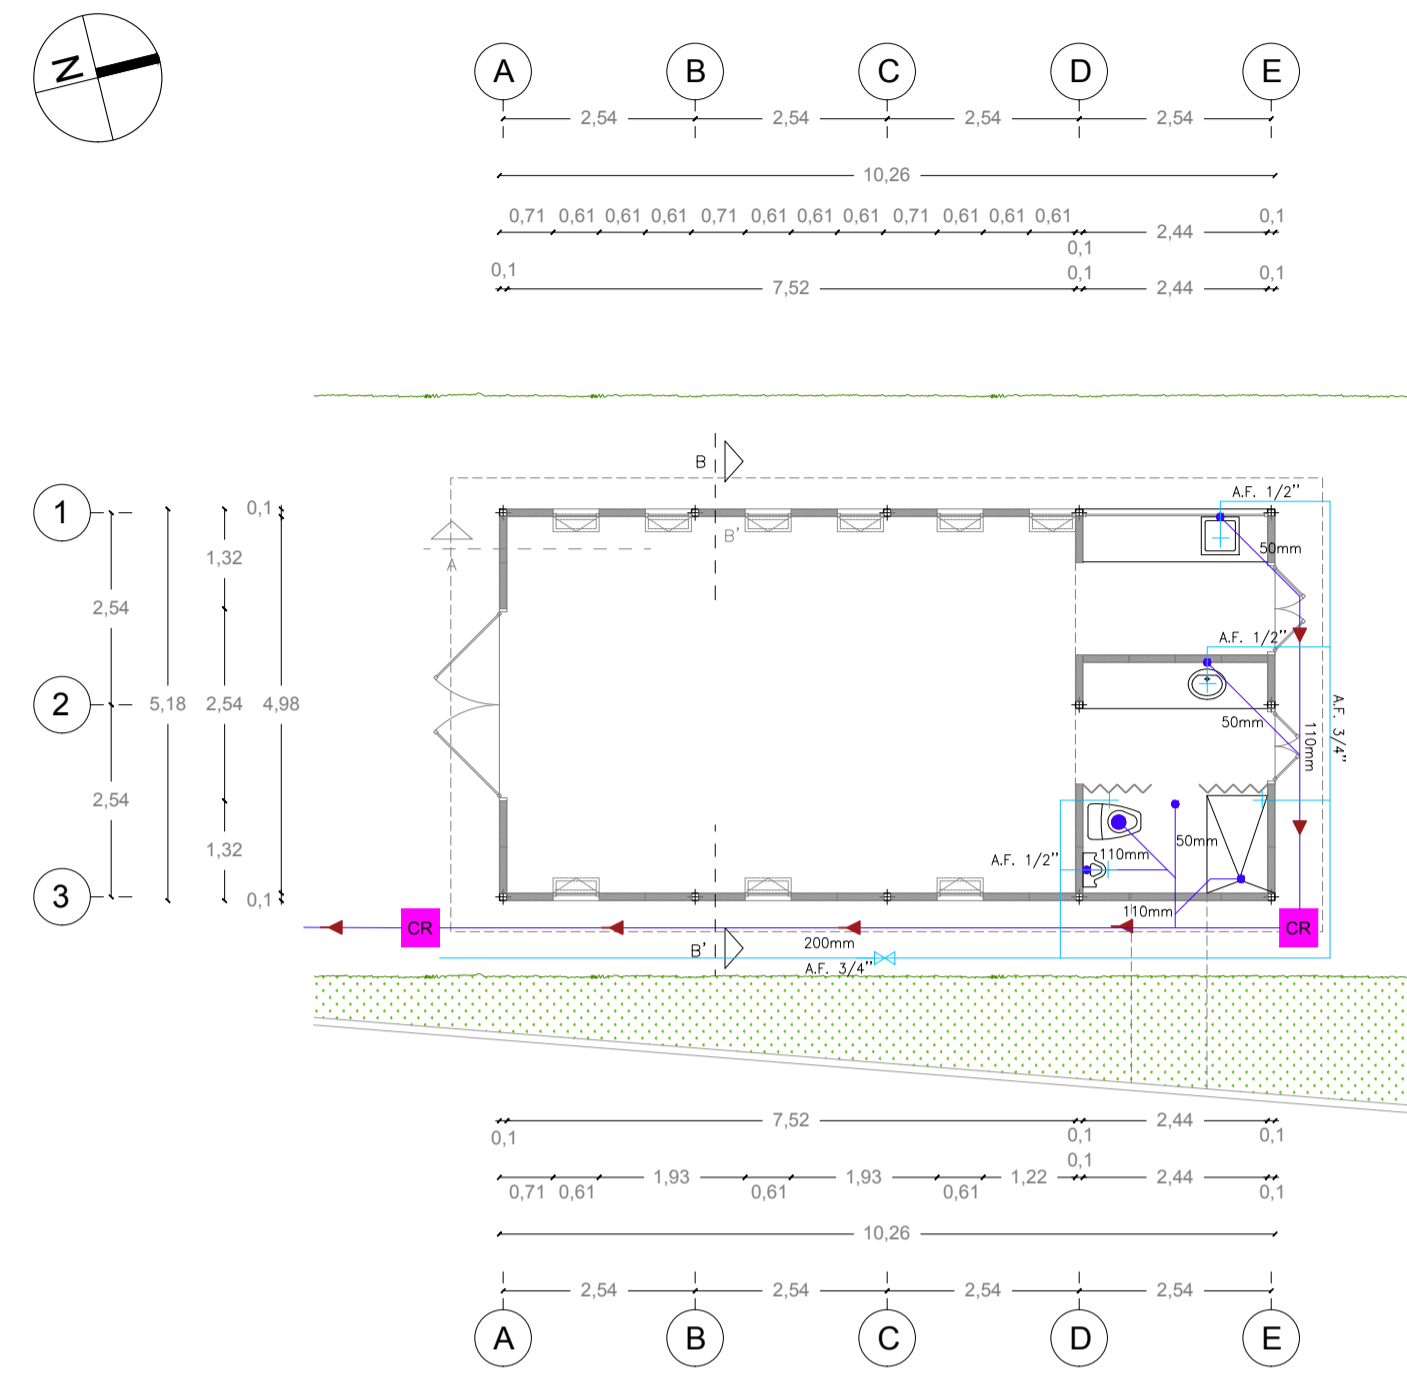 N
A B C D E
2,54 2,54 2,54 2,54
10,26
0,71 0,61 0,61 0,61 0,71 0,61 0,61 0,61 0,71 0,61 0,61 0,61 0,1
2,44
0,1
0,1 0,1 0,1
7,52 2,44
B
A.F. 1/2"
1 0,1
B'
50mm
1,32
A
2,54
A.F. 1/2"
2 5,18 2,54 4,98
50mm
110mm
A.F. 3/4"
2,54
50mm
1,32
A.F. 1/2" 110mm
3 0,1
110mm
CR CR
200mm
B'
A.F. 3/4"
7,52 2,44
0,1 0,1 0,1
0,1
1,93 1,93 1,22 2,44
0,71 0,61 0,61 0,61 0,1
10,26
2,54 2,54 2,54 2,54
A B C D E